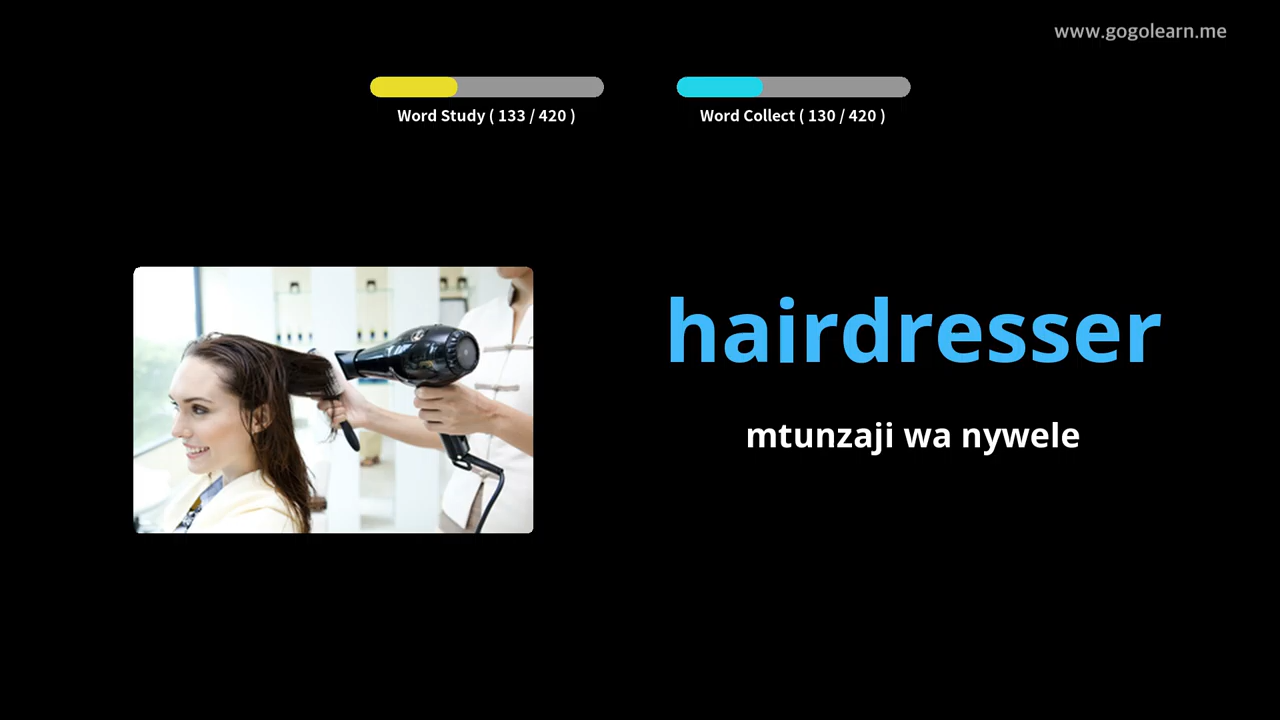 www.gogolearn.me
Word Study ( 133 / 420 )
Word Collect ( 130 / 420 )
hairdresser
mtunzaji wa nywele